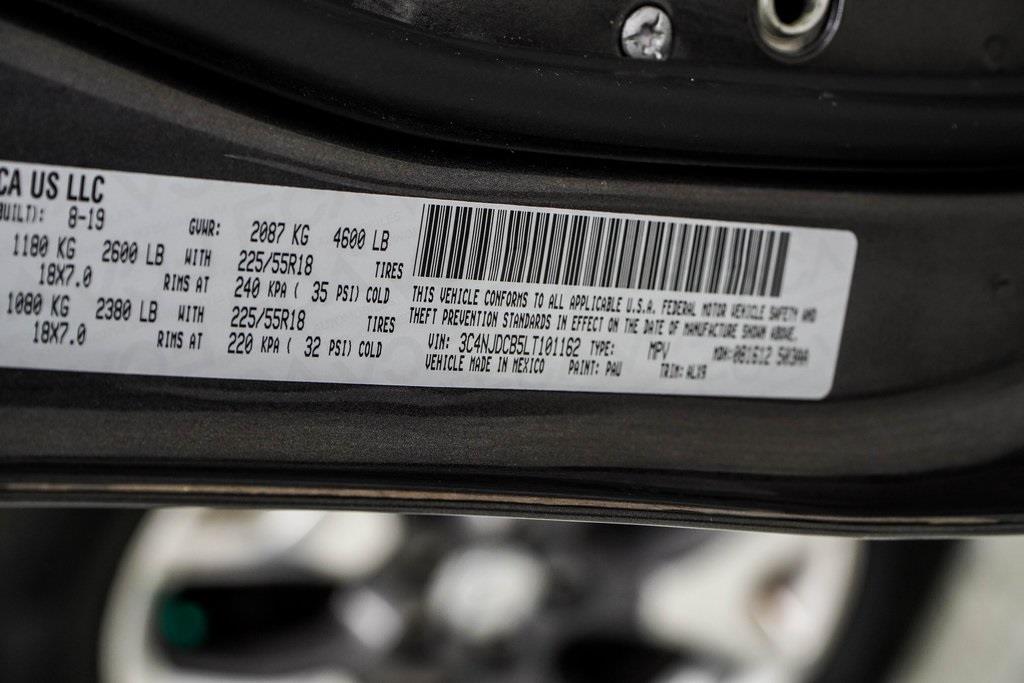 CA US LLC
BUILT): 8-19 GVWR: 2087 KG 4600 LB
1180 KG 2600 LB WITH 225/55R18 TIRES
18X7.0 RIMS AT 240 KPA ( 35 PSI) COLD
1080 KG 2380 LB WITH 225/55R18 TIRES
18X7.0 RIMS AT 220 KPA ( 32 PSI) COLD
THIS VEHICLE CONFORMS TO ALL APPLICABLE U.S.A. FEDERAL MOTOR VEHICLE SAFETY AND
THEFT PREVENTION STANDARDS IN EFFECT ON THE DATE OF MANUFACTURE SHOWN ABOVE.
VIN: 3C4NJDCB5LT101162 TYPE: MPV MDH:081612 503AA
VEHICLE MADE IN MEXICO PAINT: PAU TRIM: ALX9